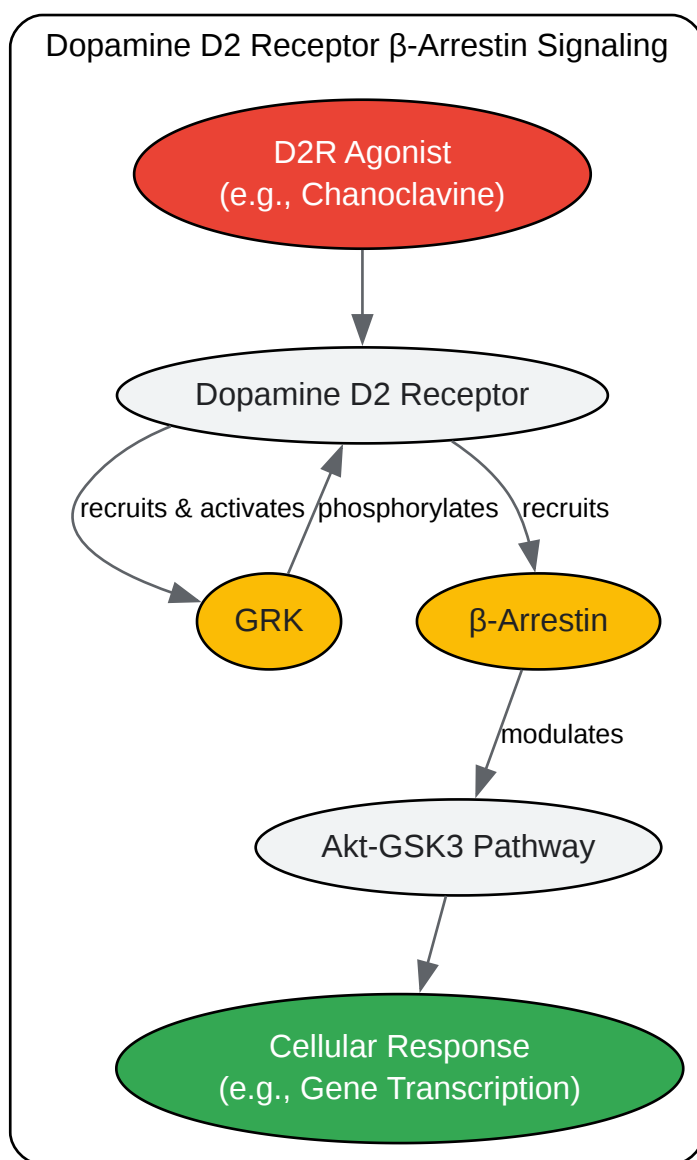 Dopamine D2 Receptor β-Arrestin Signaling
D2R Agonist
(e.g., Chanoclavine)
Dopamine D2 Receptor
recruits & activates
phosphorylates
recruits
GRK
β-Arrestin
modulates
Akt-GSK3 Pathway
Cellular Response
(e.g., Gene Transcription)